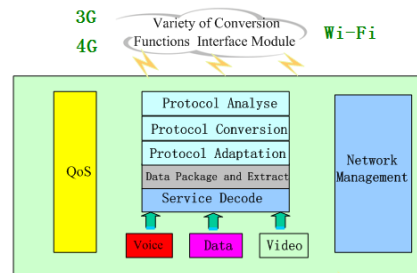 3G
4G
Variety of Conversion
Functions Interface Module
Wi-Fi
QoS
Protocol Analyse
Protocol Conversion
Protocol Adaptation
Data Package and Extract
Service Decode
Network
Management
Voice
Data
Video